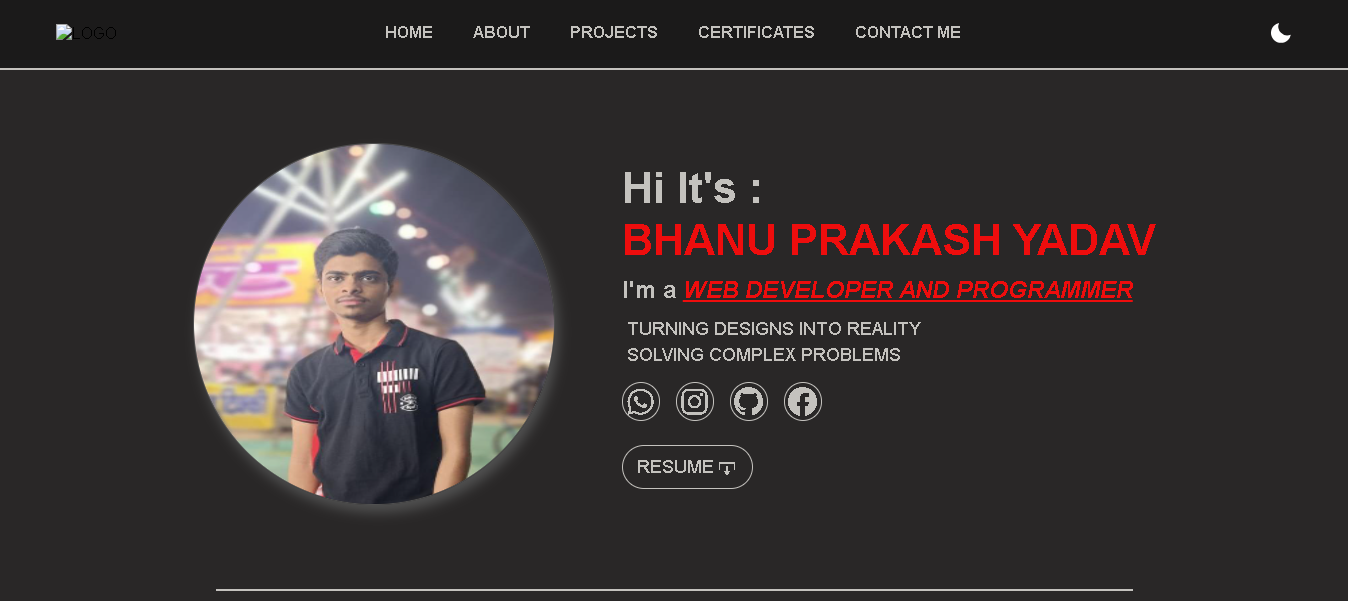 LOGO
HOME ABOUT PROJECTS CERTIFICATES CONTACT ME
Hi It's :
BHANU PRAKASH YADAV
I'm a WEB DEVELOPER AND PROGRAMMER
TURNING DESIGNS INTO REALITY
SOLVING COMPLEX PROBLEMS
RESUME